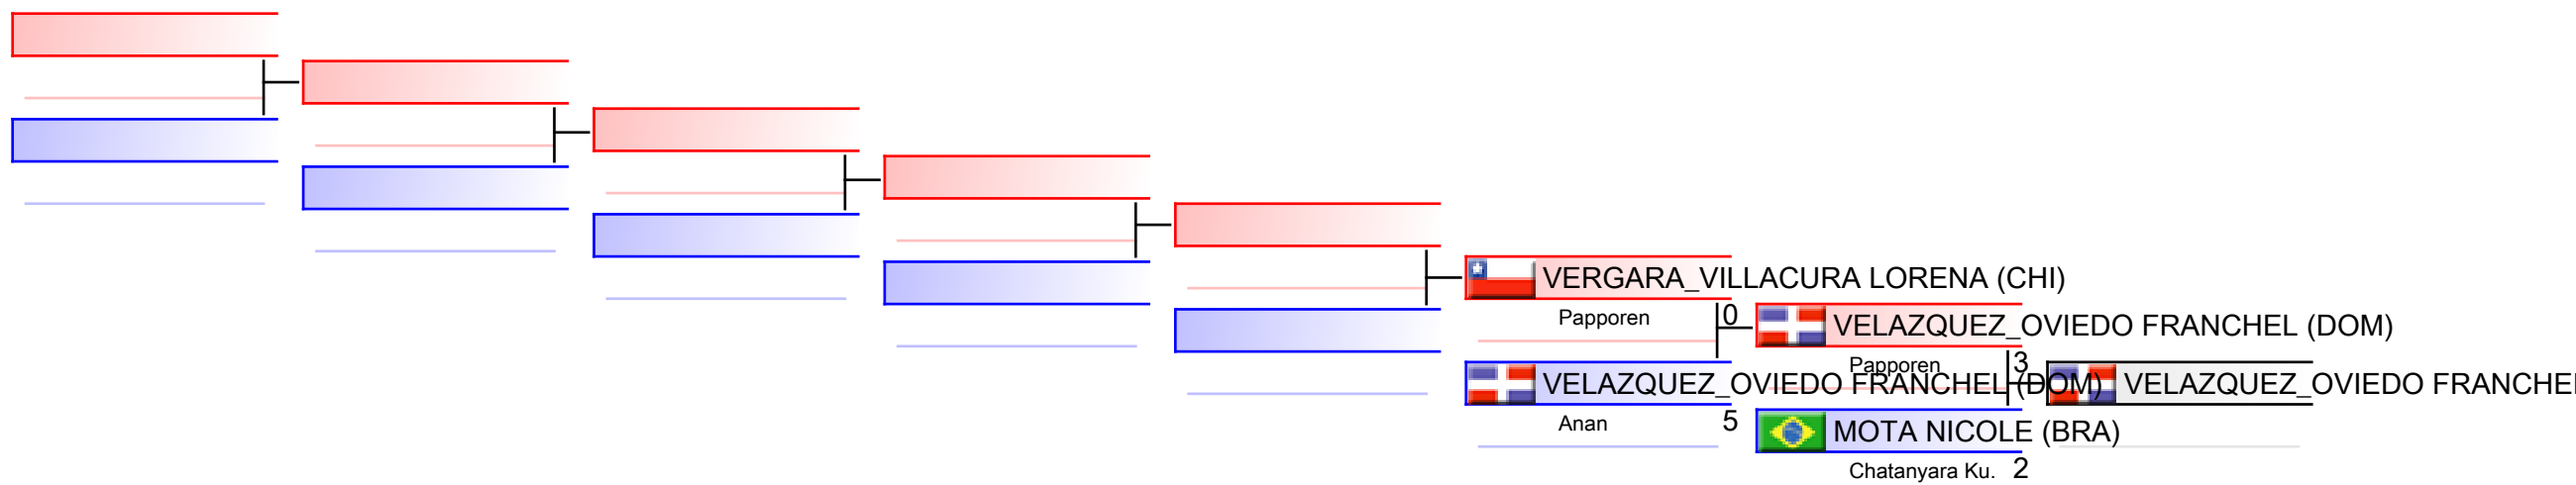 VERGARA_VILLACURA LORENA (CHI)
Papporen 0
VELAZQUEZ_OVIEDO FRANCHEL (DOM)
Papporen 3
VELAZQUEZ_OVIEDO FRANCHEL (DOM)
VELAZQUEZ_OVIEDO FRANCHEL
Anan 5
MOTA NICOLE (BRA)
Chatanyara Ku. 2